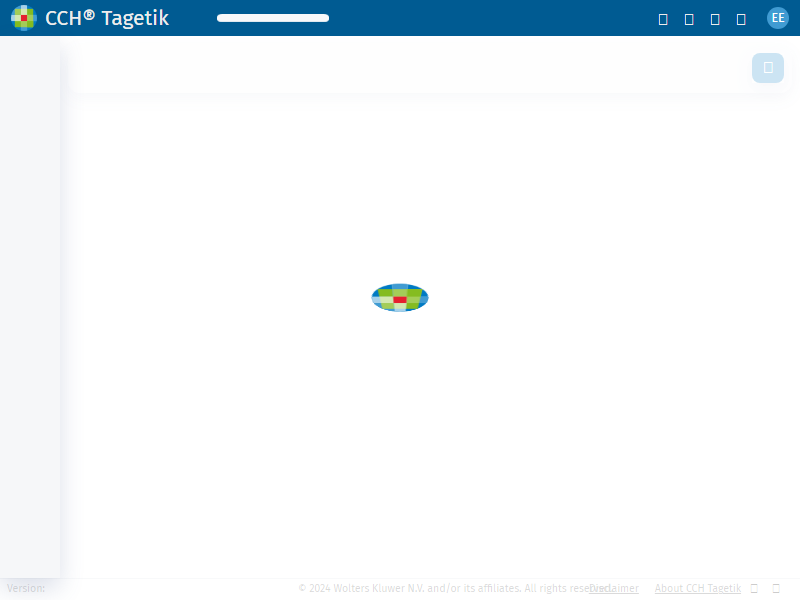 CCH® Tagetik
EE
Version:
© 2024 Wolters Kluwer N.V. and/or its affiliates. All rights reserved.
Disclaimer
About CCH Tagetik